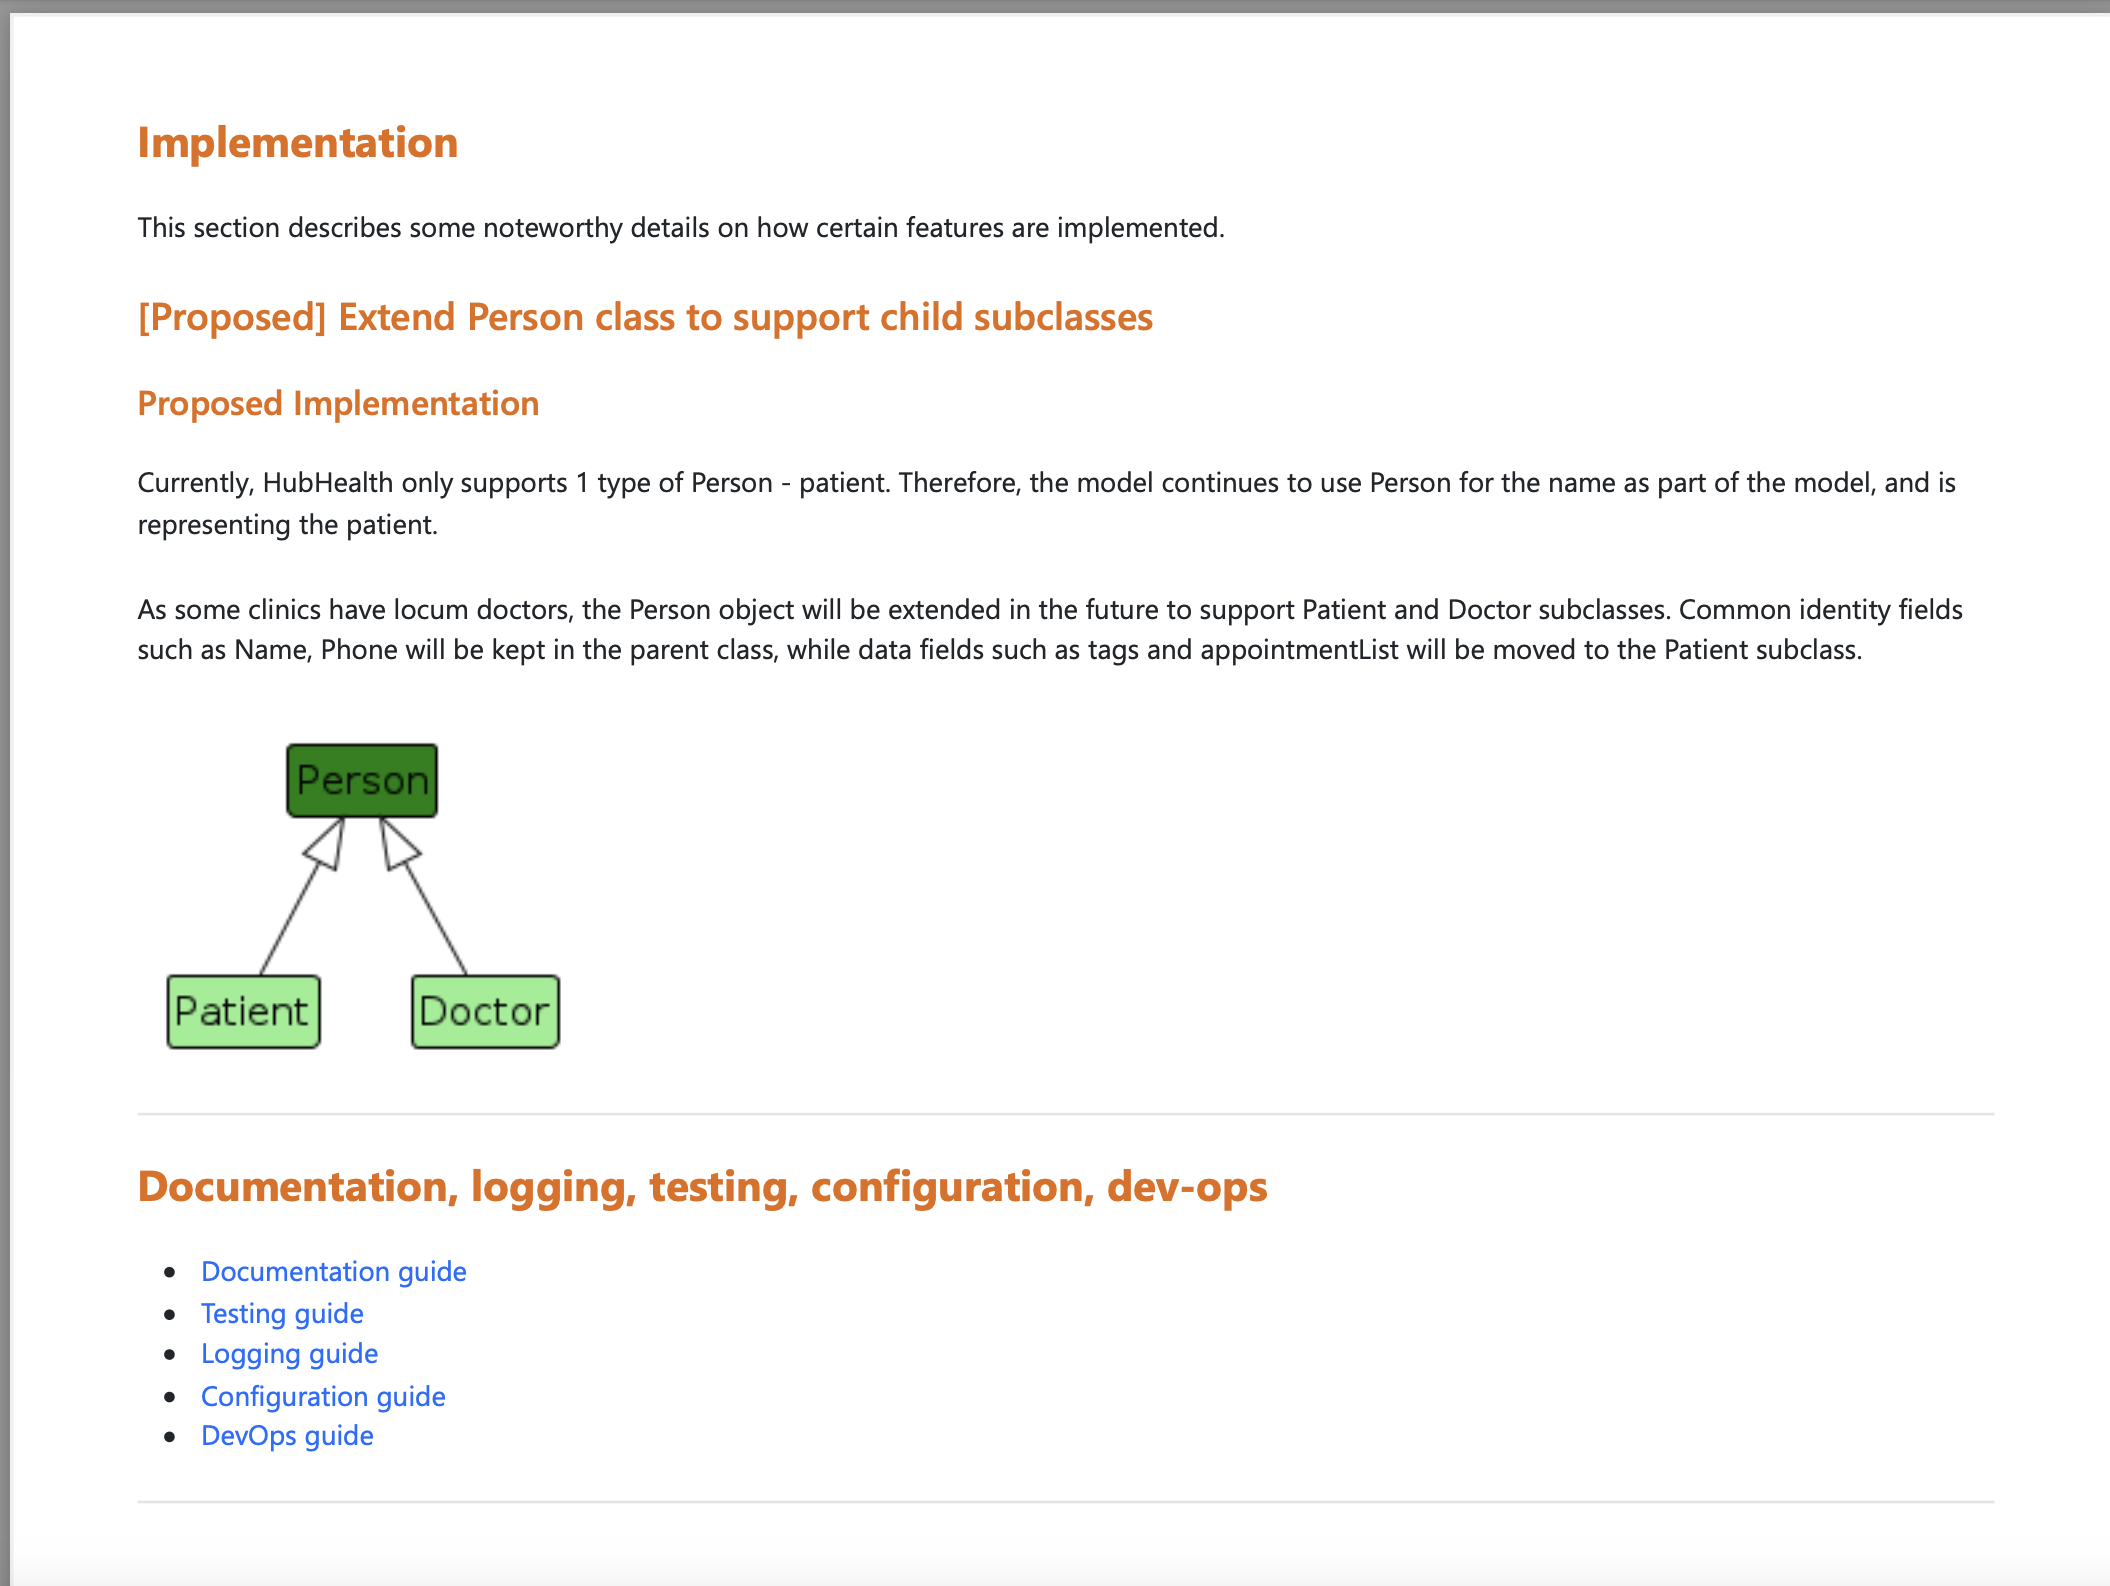 Implementation
This section describes some noteworthy details on how certain features are implemented.
[Proposed] Extend Person class to support child subclasses
Proposed Implementation
Currently, HubHealth only supports 1 type of Person - patient. Therefore, the model continues to use Person for the name as part of the model, and is
representing the patient.
As some clinics have locum doctors, the Person object will be extended in the future to support Patient and Doctor subclasses. Common identity fields
such as Name, Phone will be kept in the parent class, while data fields such as tags and appointmentList will be moved to the Patient subclass.
Person
Patient Doctor
Documentation, logging, testing, configuration, dev-ops
• Documentation guide
• Testing guide
• Logging guide
• Configuration guide
• DevOps guide